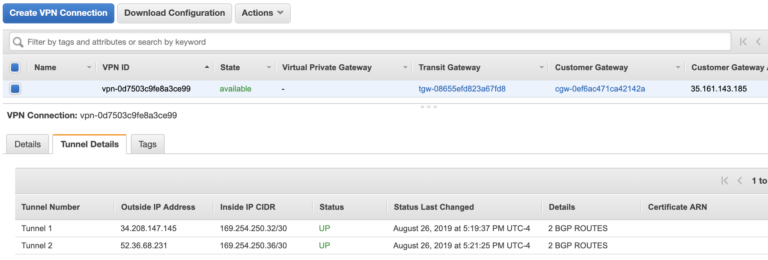 Create VPN Connection Download Configuration Actions
Filter by tags and attributes or search by keyword
Name VPN ID State Virtual Private Gateway Transit Gateway Customer Gateway Customer Gateway A
vpn-0d7503c9fe8a3ce99 available - tgw-08655efd823a67fd8 cgw-0ef6ac471ca42142a 35.161.143.185
VPN Connection: vpn-0d7503c9fe8a3ce99
Details Tunnel Details Tags
1 to
Tunnel Number Outside IP Address Inside IP CIDR Status Status Last Changed Details Certificate ARN
Tunnel 1 34.208.147.145 169.254.250.32/30 UP August 26, 2019 at 5:19:37 PM UTC-4 2 BGP ROUTES
Tunnel 2 52.36.68.231 169.254.250.36/30 UP August 26, 2019 at 5:21:25 PM UTC-4 2 BGP ROUTES